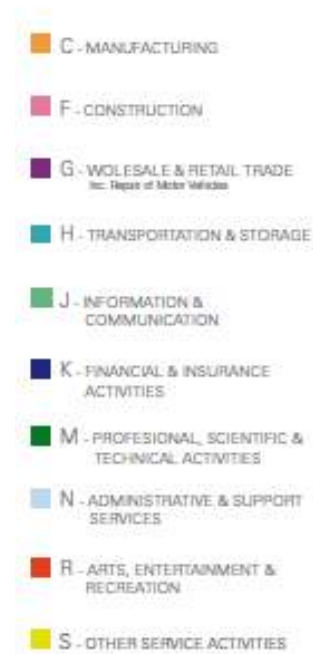 C - MANUFACTURING
F - CONSTRUCTION
G - WOLESALE & RETAIL TRADE
Inc. Repair of Motor Vehicles
H - TRANSPORTATION & STORAGE
J - INFORMATION &
COMMUNICATION
K - FINANCIAL & INSURANCE
ACTIVITIES
M - PROFESIONAL, SCIENTIFIC &
TECHNICAL ACTIVITIES
N - ADMINISTRATIVE & SUPPORT
SERVICES
R - ARTS, ENTERTAINMENT &
RECREATION
S - OTHER SERVICE ACTIVITIES